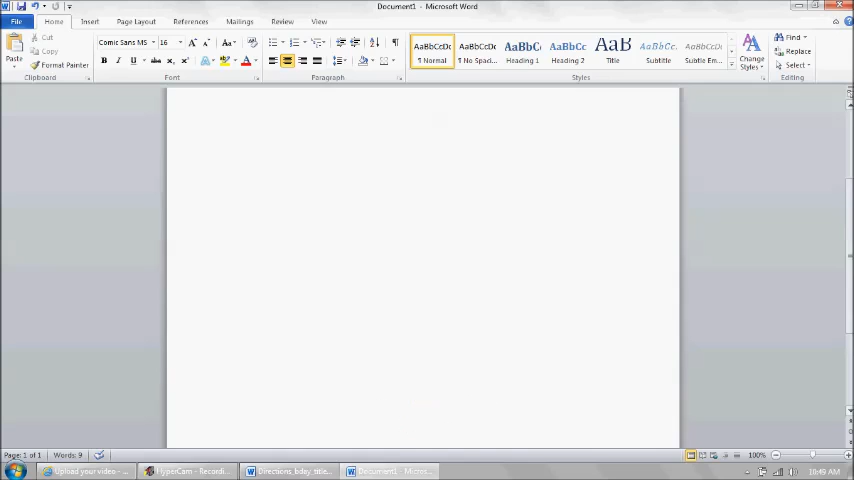 Document1 - Microsoft Word
File Home Insert Page Layout References Mailings Review View
Paste
Cut
Copy
Format Painter
Clipboard
Comic Sans MS 16
Font
Paragraph
AaBbCcDc AaBbCcDc AaBbC AaBbCc AaB AaBbCc. AaBbCcDc
¶ Normal ¶ No Spaci... Heading 1 Heading 2 Title Subtitle Subtle Em...
Styles
Change Styles
Find
Replace
Select
Editing
Page: 1 of 1 Words: 9 100%
Upload your video - ... HyperCam - Recordi... Directions_bday_title... Document1 - Micros... 10:49 AM